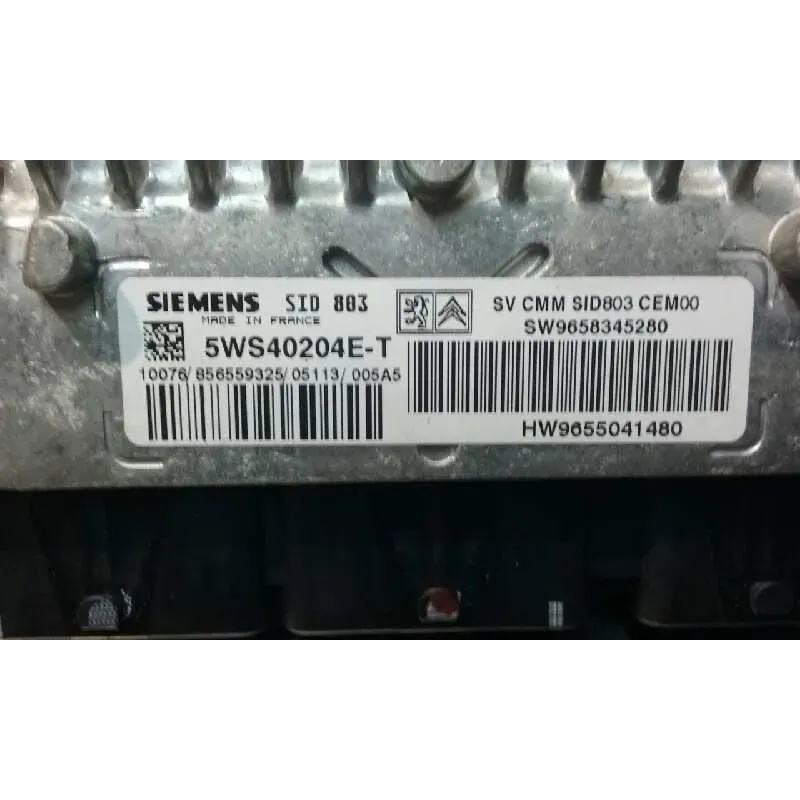 SIEMENS SID 803
MADE IN FRANCE
5WS40204E-T
10076/856559325/05113/005A5
SV CMM SID803 CEM00
SW9658345280
HW9655041480